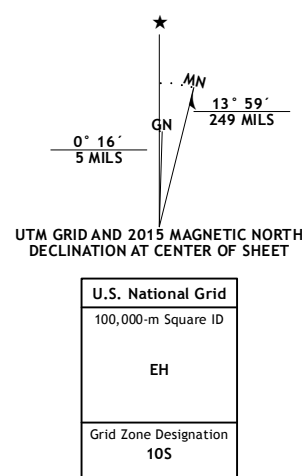 ★
MN
GN
13° 59´
249 MILS
0° 16´
5 MILS
UTM GRID AND 2015 MAGNETIC NORTH
DECLINATION AT CENTER OF SHEET
U.S. National Grid
100,000-m Square ID
EH
Grid Zone Designation
10S